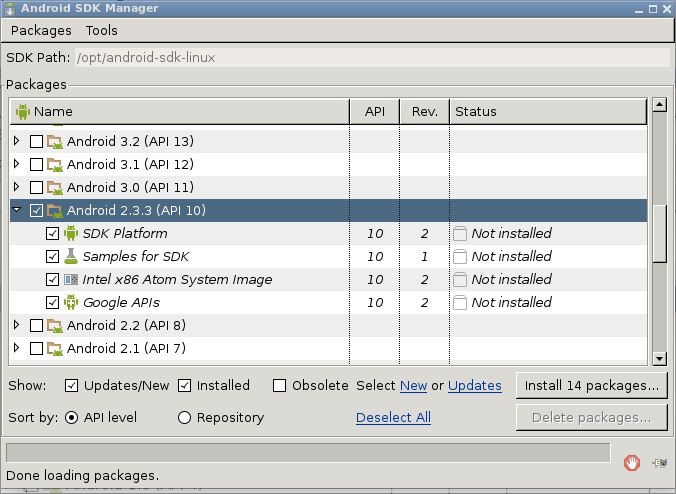 Android SDK Manager
Packages Tools
SDK Path: /opt/android-sdk-linux
Packages
Name API Rev. Status
Android 3.2 (API 13)
Android 3.1 (API 12)
Android 3.0 (API 11)
Android 2.3.3 (API 10)
SDK Platform 10 2 Not installed
Samples for SDK 10 1 Not installed
Intel x86 Atom System Image 10 2 Not installed
Google APIs 10 2 Not installed
Android 2.2 (API 8)
Android 2.1 (API 7)
Show: Updates/New Installed Obsolete Select New or Updates Install 14 packages...
Sort by: API level Repository Deselect All Delete packages...
Done loading packages.